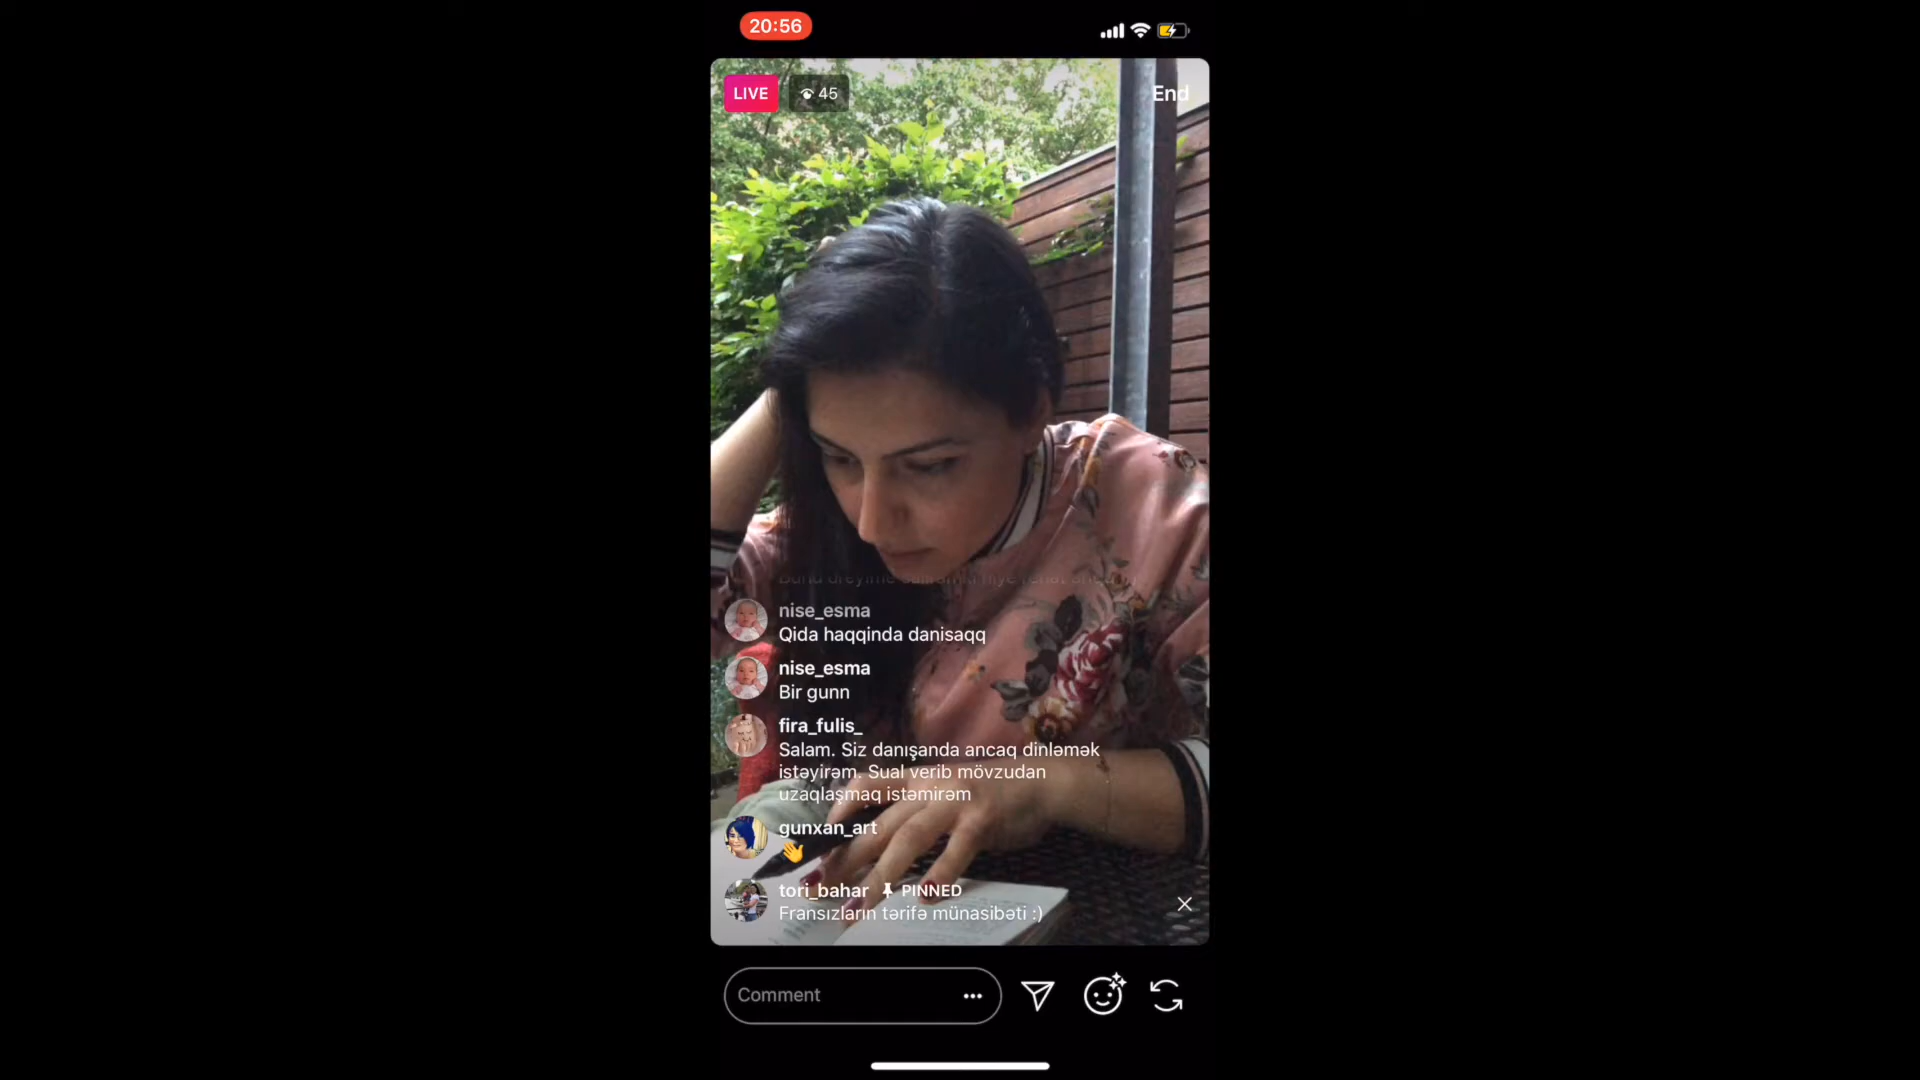 20:56
LIVE
45
End
nise_esma
Qida haqqinda danisaqq
nise_esma
Bir gunn
fira_fulis_
Salam. Siz danışanda ancaq dinləmək
istəyirəm. Sual verib mövzudan
uzaqlaşmaq istəmirəm
gunxan_art
👋
tori_bahar PINNED
Fransızların tərifə münasibəti :)
Comment